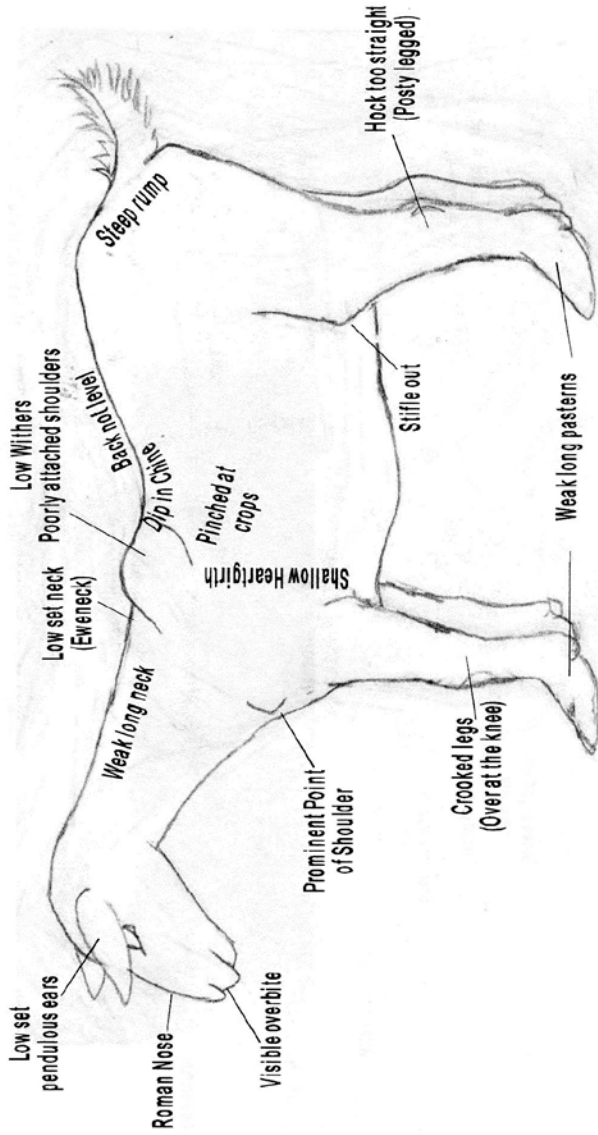 Low set
pendulous ears
Roman Nose
Visible overbite
Weak long neck
Low set neck
(Eweneck)
Low Withers
Poorly attached shoulders
Back not level
Dip in Chine
Pinched at
crops
Shallow Heartgirth
Steep rump
Prominent Point
of Shoulder
Crooked legs
(Over at the knee)
Stifle out
Hock too straight
(Posty legged)
Weak long pasterns